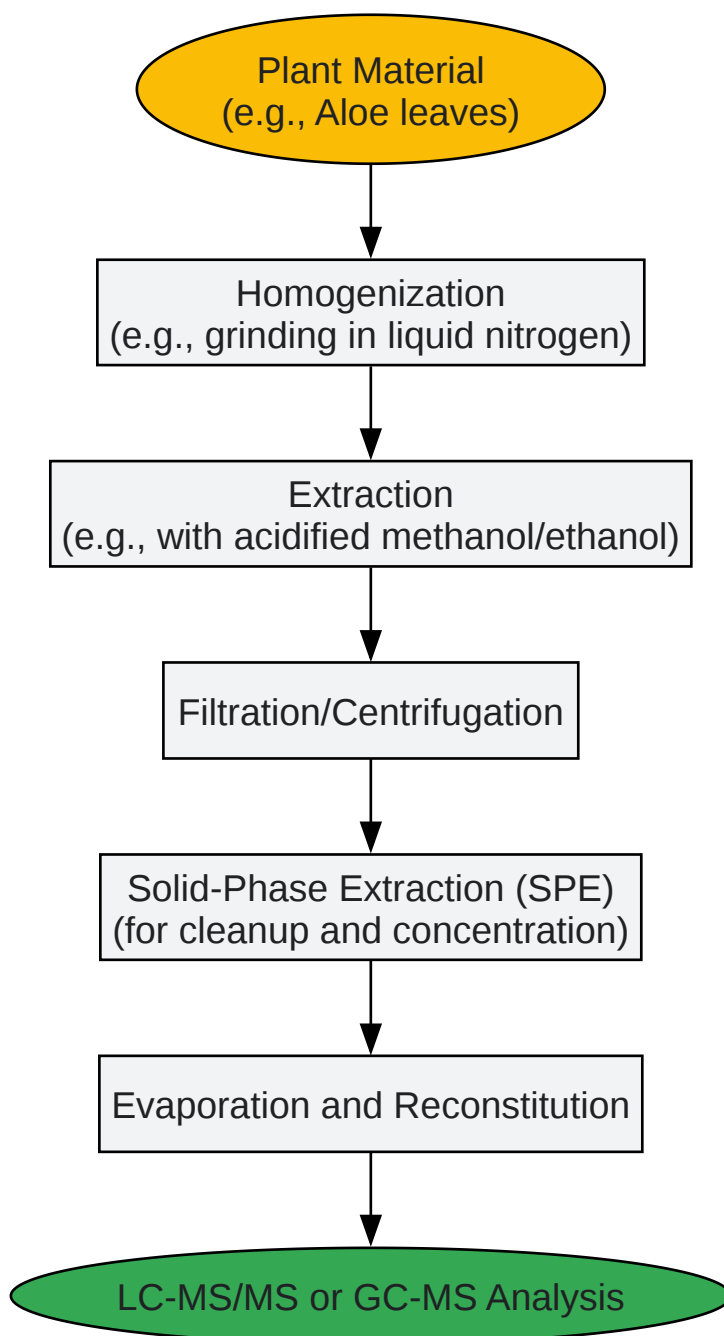 Plant Material
(e.g., Aloe leaves)
Homogenization
(e.g., grinding in liquid nitrogen)
Extraction
(e.g., with acidified methanol/ethanol)
Filtration/Centrifugation
Solid-Phase Extraction (SPE)
(for cleanup and concentration)
Evaporation and Reconstitution
LC-MS/MS or GC-MS Analysis